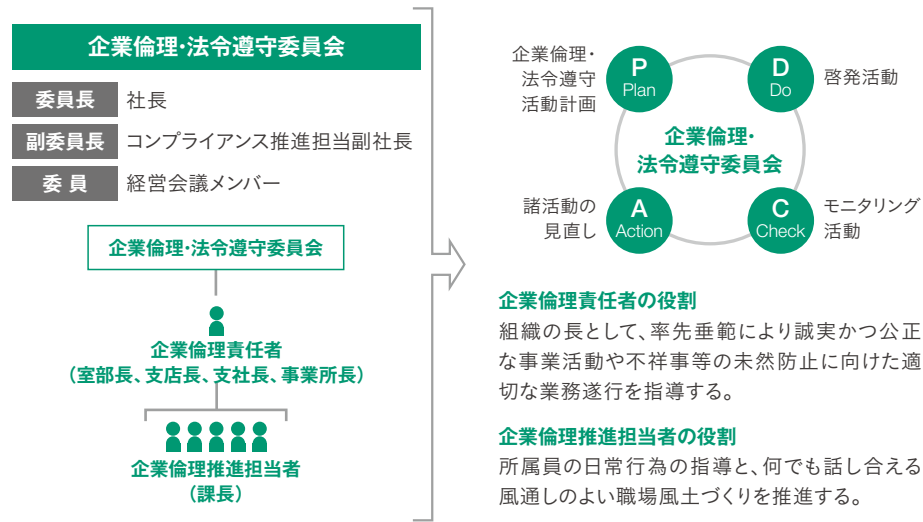 企業倫理・法令遵守委員会
委員長 社長
副委員長 コンプライアンス推進担当副社長
委 員 経営会議メンバー
企業倫理・法令遵守委員会
企業倫理責任者
(室部長、支店長、支社長、事業所長)
企業倫理推進担当者
(課長)
企業倫理・
法令遵守
活動計画
P
Plan
D
Do
啓発活動
企業倫理・
法令遵守委員会
諸活動の
見直し
A
Action
C
Check
モニタリング
活動
企業倫理責任者の役割
組織の長として、率先垂範により誠実かつ公正
な事業活動や不祥事等の未然防止に向けた適
切な業務遂行を指導する。
企業倫理推進担当者の役割
所属員の日常行為の指導と、何でも話し合える
風通しのよい職場風土づくりを推進する。